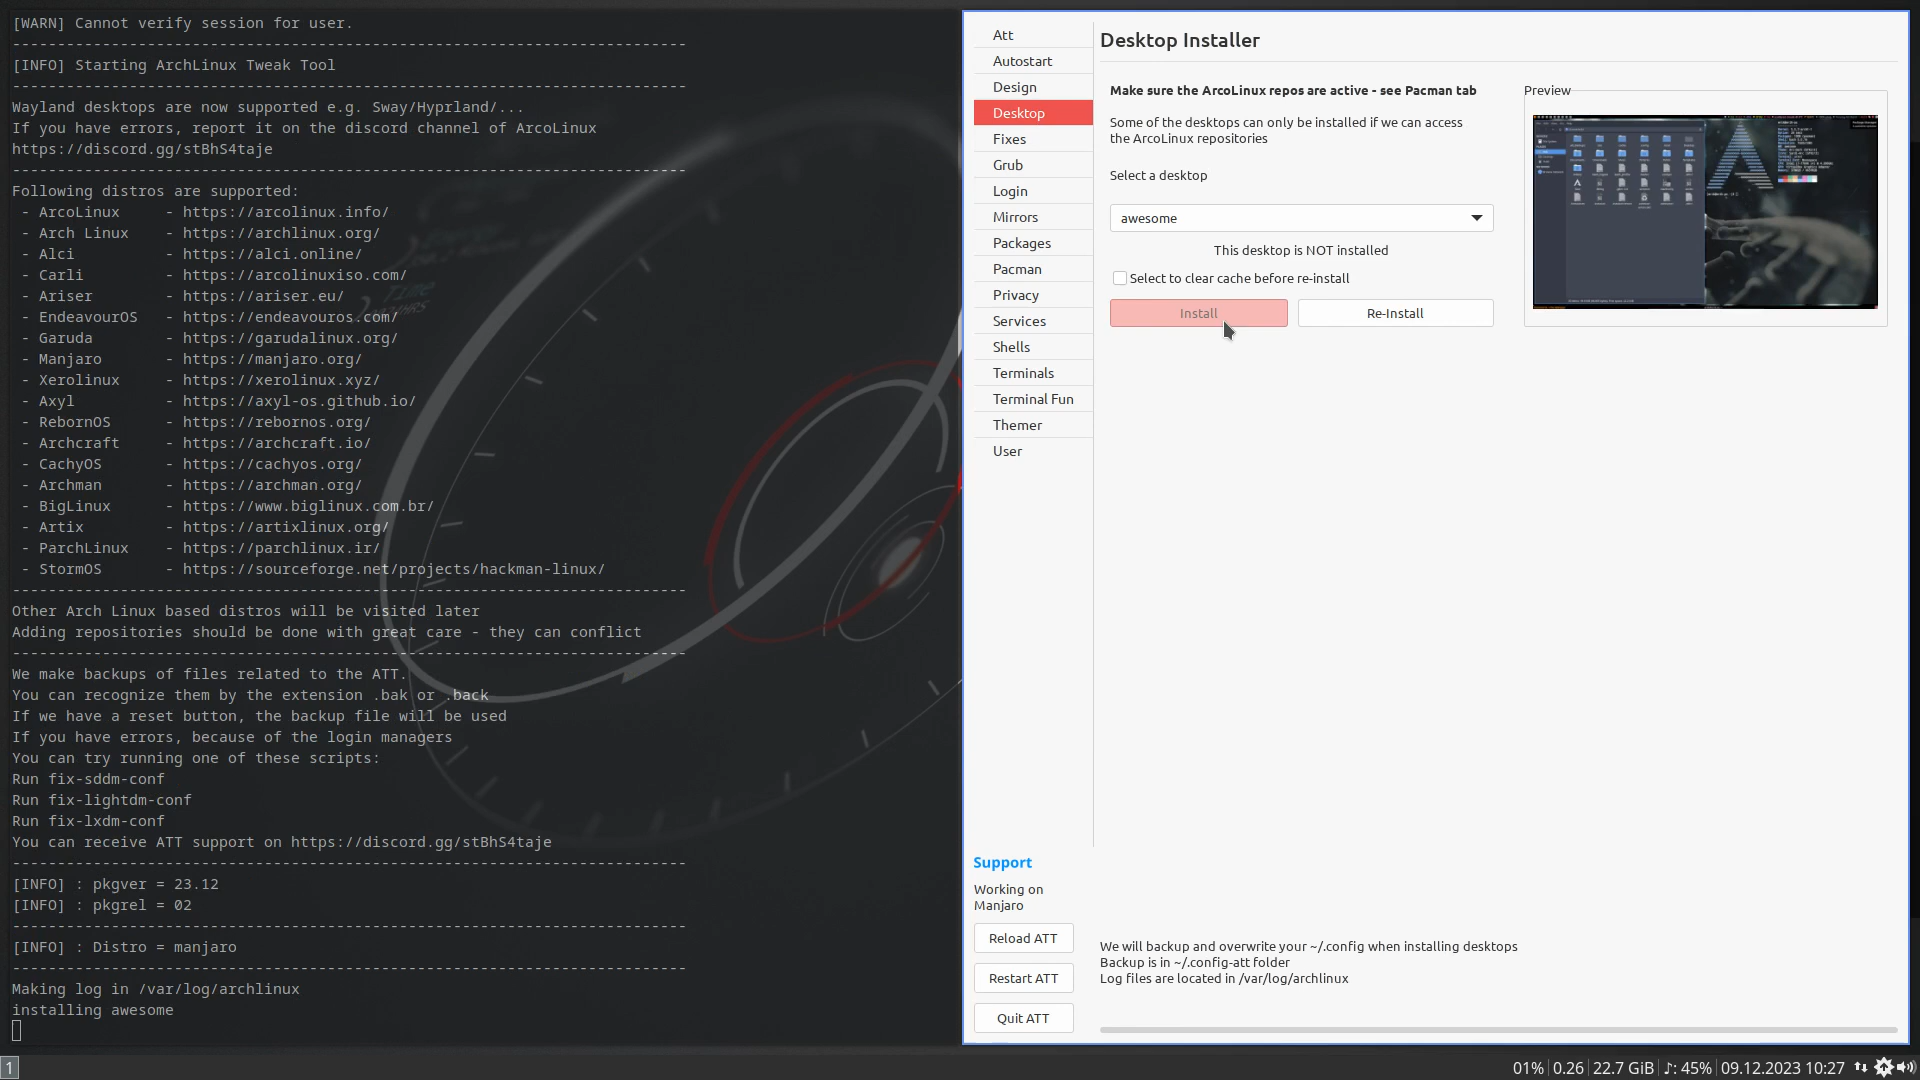 [WARN] Cannot verify session for user.
---------------------------------------------------------------------------
[INFO] Starting ArchLinux Tweak Tool
---------------------------------------------------------------------------
Wayland desktops are now supported e.g. Sway/Hyprland/...
If you have errors, report it on the discord channel of ArcoLinux
https://discord.gg/stBhS4taje
---------------------------------------------------------------------------
Following distros are supported:
- ArcoLinux - https://arcolinux.info/
- Arch Linux - https://archlinux.org/
- Alci - https://alci.online/
- Carli - https://arcolinuxiso.com/
- Ariser - https://ariser.eu/
- EndeavourOS - https://endeavouros.com/
- Garuda - https://garudalinux.org/
- Manjaro - https://manjaro.org/
- Xerolinux - https://xerolinux.xyz/
- Axyl - https://axyl-os.github.io/
- RebornOS - https://rebornos.org/
- Archcraft - https://archcraft.io/
- CachyOS - https://cachyos.org/
- Archman - https://archman.org/
- BigLinux - https://www.biglinux.com.br/
- Artix - https://artixlinux.org/
- ParchLinux - https://parchlinux.ir/
- StormOS - https://sourceforge.net/projects/hackman-linux/
---------------------------------------------------------------------------
Other Arch Linux based distros will be visited later
Adding repositories should be done with great care - they can conflict
---------------------------------------------------------------------------
We make backups of files related to the ATT.
You can recognize them by the extension .bak or .back
If we have a reset button, the backup file will be used
If you have errors, because of the login managers
You can try running one of these scripts:
Run fix-sddm-conf
Run fix-lightdm-conf
Run fix-lxdm-conf
You can receive ATT support on https://discord.gg/stBhS4taje
---------------------------------------------------------------------------
[INFO] : pkgver = 23.12
[INFO] : pkgrel = 02
---------------------------------------------------------------------------
[INFO] : Distro = manjaro
---------------------------------------------------------------------------
Making log in /var/log/archlinux
installing awesome
Att
Autostart
Design
Desktop
Fixes
Grub
Login
Mirrors
Packages
Pacman
Privacy
Services
Shells
Terminals
Terminal Fun
Themer
User
Support
Working on
Manjaro
Reload ATT
Restart ATT
Quit ATT
Desktop Installer
Make sure the ArcoLinux repos are active - see Pacman tab
Some of the desktops can only be installed if we can access
the ArcoLinux repositories
Select a desktop
awesome
This desktop is NOT installed
Select to clear cache before re-install
Install
Re-Install
Preview
We will backup and overwrite your ~/.config when installing desktops
Backup is in ~/.config-att folder
Log files are located in /var/log/archlinux
1
01% 0.26 22.7 GiB ♪: 45% 09.12.2023 10:27